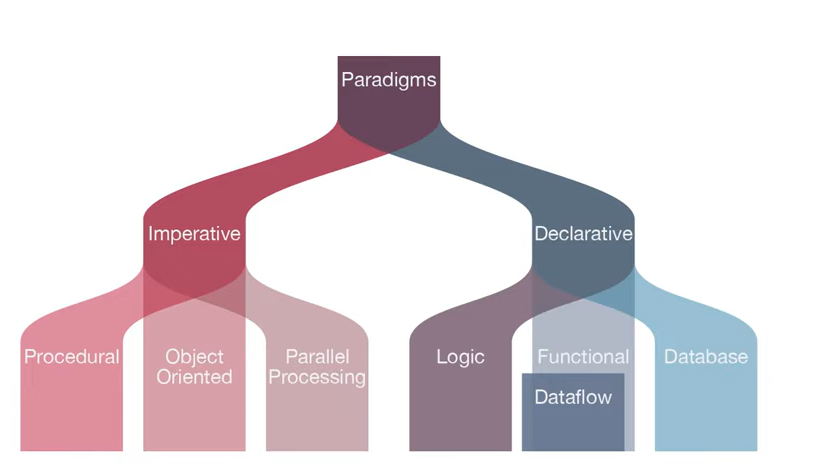 Paradigms
Imperative
Declarative
Procedural
Object
Oriented
Parallel
Processing
Logic
Functional
Dataflow
Database